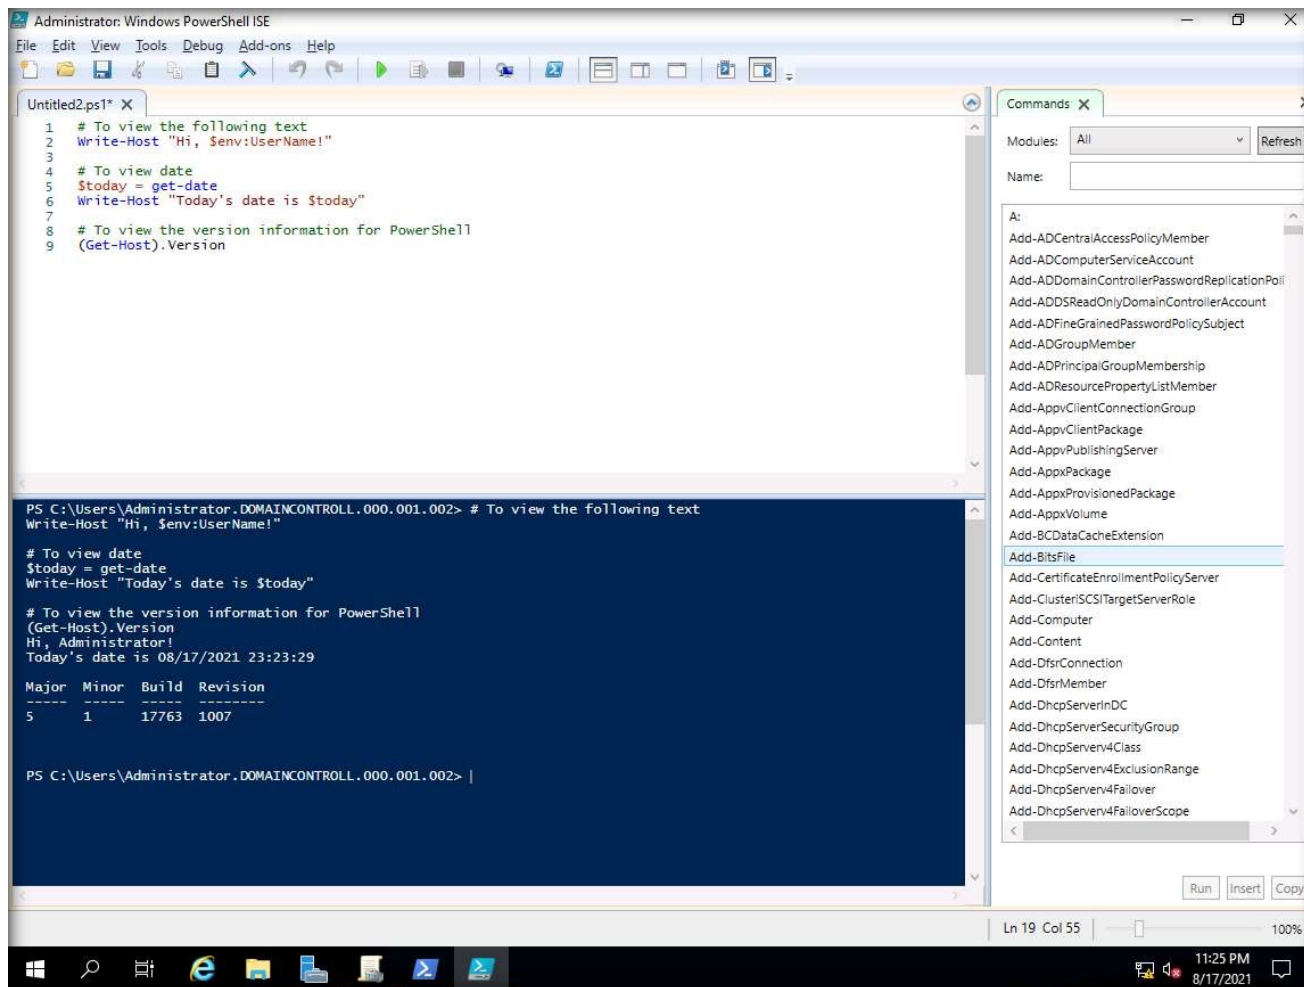 Administrator: Windows PowerShell ISE
File Edit View Tools Debug Add-ons Help
Untitled2.ps1* X
1 # To view the following text
2 Write-Host "Hi, $env:UserName!"
3
4 # To view date
5 $today = get-date
6 Write-Host "Today's date is $today"
7
8 # To view the version information for PowerShell
9 (Get-Host).Version
PS C:\Users\Administrator.DOMAINCONTROLL.000.001.002> # To view the following text
Write-Host "Hi, $env:UserName!"
# To view date
$today = get-date
Write-Host "Today's date is $today"
# To view the version information for PowerShell
(Get-Host).Version
Hi, Administrator!
Today's date is 08/17/2021 23:23:29
Major Minor Build Revision
----- ----- ----- --------
5 1 17763 1007
PS C:\Users\Administrator.DOMAINCONTROLL.000.001.002>
Commands X
Modules: All Refresh
Name:
A:
Add-ADCentralAccessPolicyMember
Add-ADComputerServiceAccount
Add-ADDomainControllerPasswordReplicationPoli
Add-ADDSReadOnlyDomainControllerAccount
Add-ADFineGrainedPasswordPolicySubject
Add-ADGroupMember
Add-ADPrincipalGroupMembership
Add-ADResourcePropertyListMember
Add-AppvClientConnectionGroup
Add-AppvClientPackage
Add-AppvPublishingServer
Add-AppxPackage
Add-AppxProvisionedPackage
Add-AppxVolume
Add-BCDataCacheExtension
Add-BitsFile
Add-CertificateEnrollmentPolicyServer
Add-ClusteriSCSITargetServerRole
Add-Computer
Add-Content
Add-DfsrConnection
Add-DfsrMember
Add-DhcpServerInDC
Add-DhcpServerSecurityGroup
Add-DhcpServerv4Class
Add-DhcpServerv4ExclusionRange
Add-DhcpServerv4Failover
Add-DhcpServerv4FailoverScope
Run Insert Copy
Ln 19 Col 55 100%
11:25 PM
8/17/2021